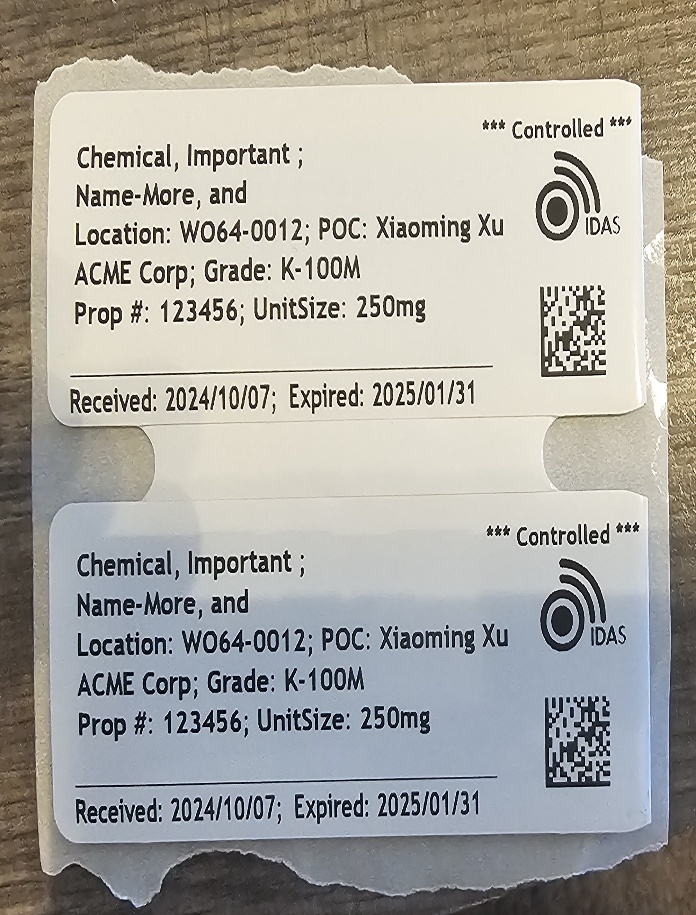 *** Controlled ***
Chemical, Important ;
Name-More, and
Location: WO64-0012; POC: Xiaoming Xu
IDAS
ACME Corp; Grade: K-100M
Prop #: 123456; UnitSize: 250mg
Received: 2024/10/07; Expired: 2025/01/31
*** Controlled ***
Chemical, Important ;
Name-More, and
Location: WO64-0012; POC: Xiaoming Xu
IDAS
ACME Corp; Grade: K-100M
Prop #: 123456; UnitSize: 250mg
Received: 2024/10/07; Expired: 2025/01/31